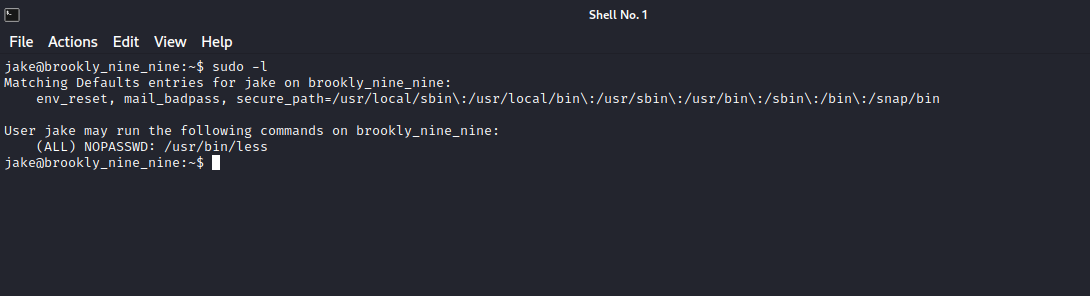 Shell No. 1
File Actions Edit View Help
jake@brookly_nine_nine:~$ sudo -l
Matching Defaults entries for jake on brookly_nine_nine:
    env_reset, mail_badpass, secure_path=/usr/local/sbin\:/usr/local/bin\:/usr/sbin\:/usr/bin\:/sbin\:/bin\:/snap/bin

User jake may run the following commands on brookly_nine_nine:
    (ALL) NOPASSWD: /usr/bin/less
jake@brookly_nine_nine:~$